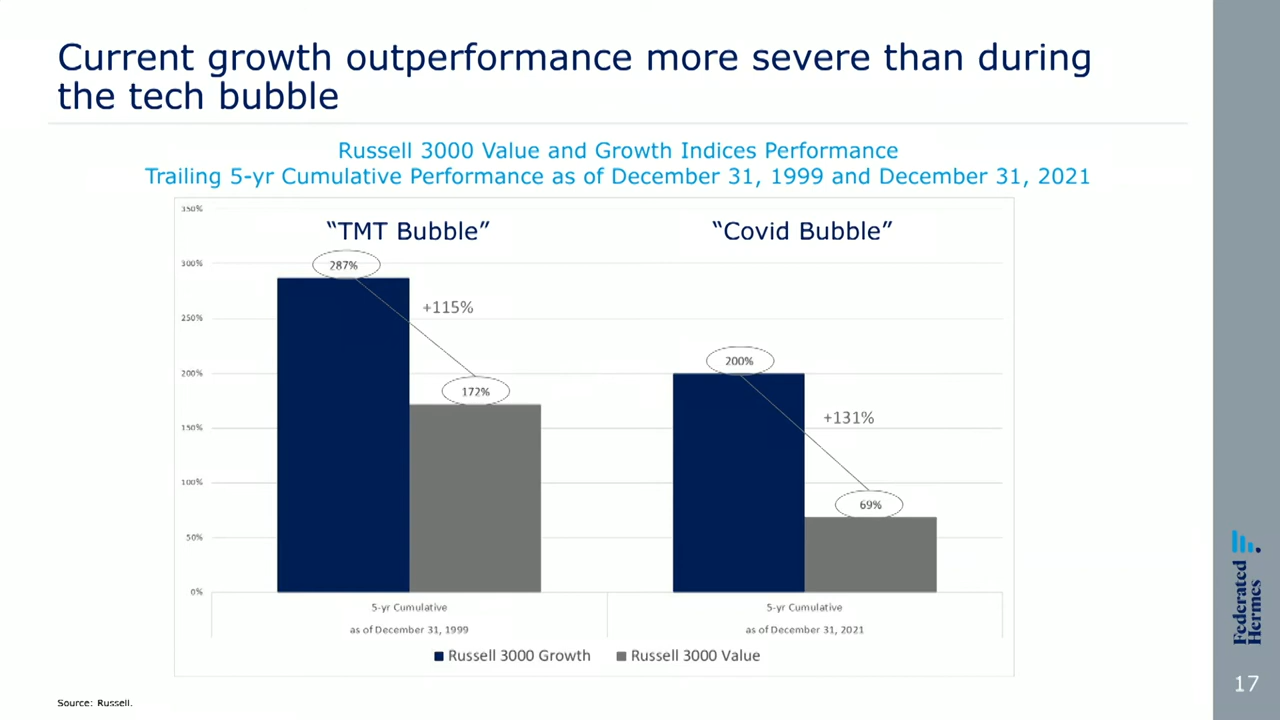 Current growth outperformance more severe than during
the tech bubble
Russell 3000 Value and Growth Indices Performance
Trailing 5-yr Cumulative Performance as of December 31, 1999 and December 31, 2021
350%
300%
250%
200%
150%
100%
50%
0%
“TMT Bubble”
“Covid Bubble”
287%
+115%
172%
200%
+131%
69%
5-yr Cumulative
as of December 31, 1999
5-yr Cumulative
as of December 31, 2021
Russell 3000 Growth
Russell 3000 Value
Source: Russell.
Federated
Hermes
17